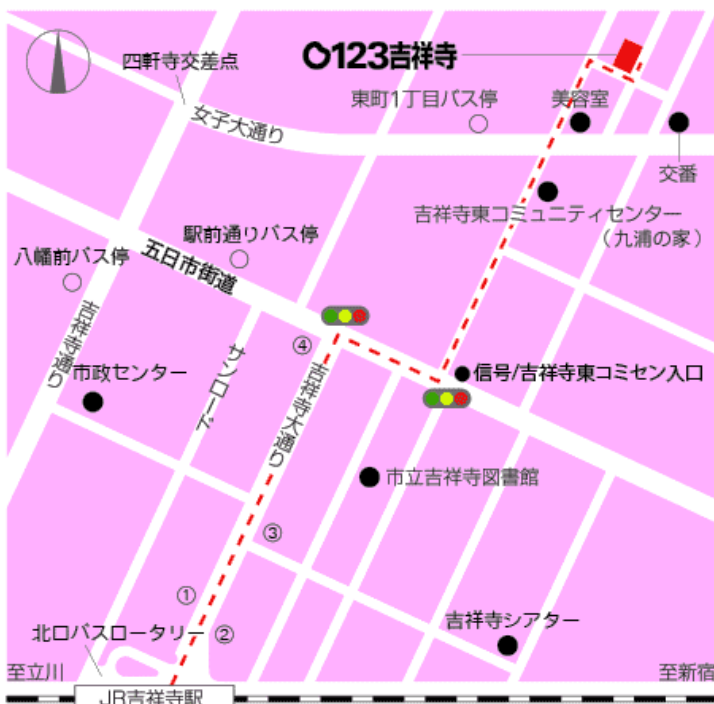 123吉祥寺
四軒寺交差点
東町1丁目バス停
美容室
女子大通り
交番
吉祥寺東コミュニティセンター
（九浦の家）
駅前通りバス停
五日市街道
八幡前バス停
吉祥寺通り
④
市政センター
サンロード
吉祥寺大通り
信号/吉祥寺東コミセン入口
市立吉祥寺図書館
③
①
②
北口バスロータリー
吉祥寺シアター
至立川
至新宿
JR吉祥寺駅